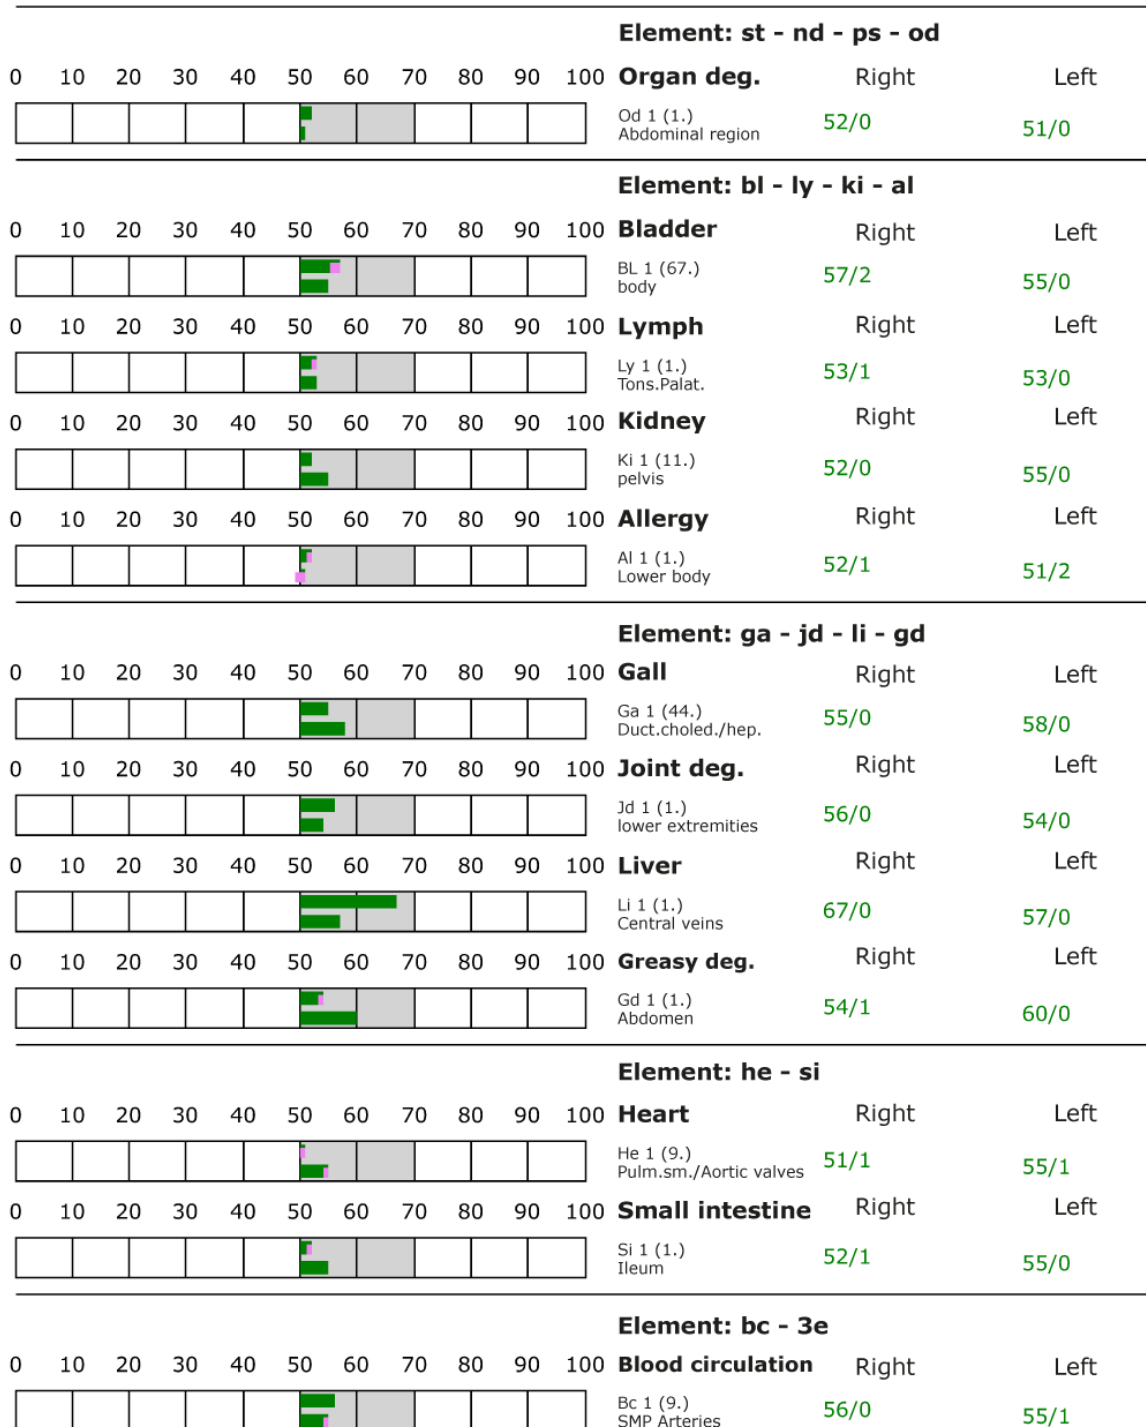 Element: st - nd - ps - od
0 10 20 30 40 50 60 70 80 90 100 Organ deg. Right Left
Od 1 (1.) 52/0 51/0
Abdominal region
Element: bl - ly - ki - al
0 10 20 30 40 50 60 70 80 90 100 Bladder Right Left
BL 1 (67.) 57/2 55/0
body
0 10 20 30 40 50 60 70 80 90 100 Lymph Right Left
Ly 1 (1.) 53/1 53/0
Tons.Palat.
0 10 20 30 40 50 60 70 80 90 100 Kidney Right Left
Ki 1 (11.) 52/0 55/0
pelvis
0 10 20 30 40 50 60 70 80 90 100 Allergy Right Left
Al 1 (1.) 52/1 51/2
Lower body
Element: ga - jd - li - gd
0 10 20 30 40 50 60 70 80 90 100 Gall Right Left
Ga 1 (44.) 55/0 58/0
Duct.choled./hep.
0 10 20 30 40 50 60 70 80 90 100 Joint deg. Right Left
Jd 1 (1.) 56/0 54/0
lower extremities
0 10 20 30 40 50 60 70 80 90 100 Liver Right Left
Li 1 (1.) 67/0 57/0
Central veins
0 10 20 30 40 50 60 70 80 90 100 Greasy deg. Right Left
Gd 1 (1.) 54/1 60/0
Abdomen
Element: he - si
0 10 20 30 40 50 60 70 80 90 100 Heart Right Left
He 1 (9.) 51/1 55/1
Pulm.sm./Aortic valves
0 10 20 30 40 50 60 70 80 90 100 Small intestine Right Left
Si 1 (1.) 52/1 55/0
Ileum
Element: bc - 3e
0 10 20 30 40 50 60 70 80 90 100 Blood circulation Right Left
Bc 1 (9.) 56/0 55/1
SMP Arteries